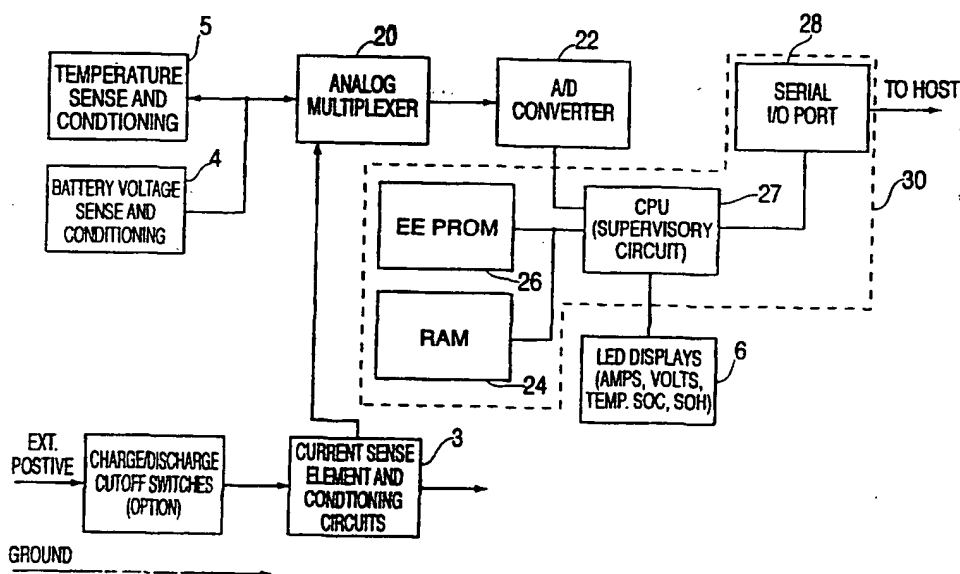 5
TEMPERATURE
SENSE AND
CONDTIONING
4
BATTERY VOLTAGE
SENSE AND
CONDITIONING
20
ANALOG
MULTIPLEXER
22
A/D
CONVERTER
28
SERIAL
I/O PORT
TO HOST
30
EE PROM
26
RAM
24
CPU
(SUPERVISORY
CIRCUIT)
27
LED DISPLAYS
(AMPS, VOLTS,
TEMP. SOC, SOH)
6
EXT.
POSTIVE
CHARGE/DISCHARGE
CUTOFF SWITCHES
(OPTION)
CURRENT SENSE
ELEMENT AND
CONDTIONING
CIRCUITS
3
GROUND